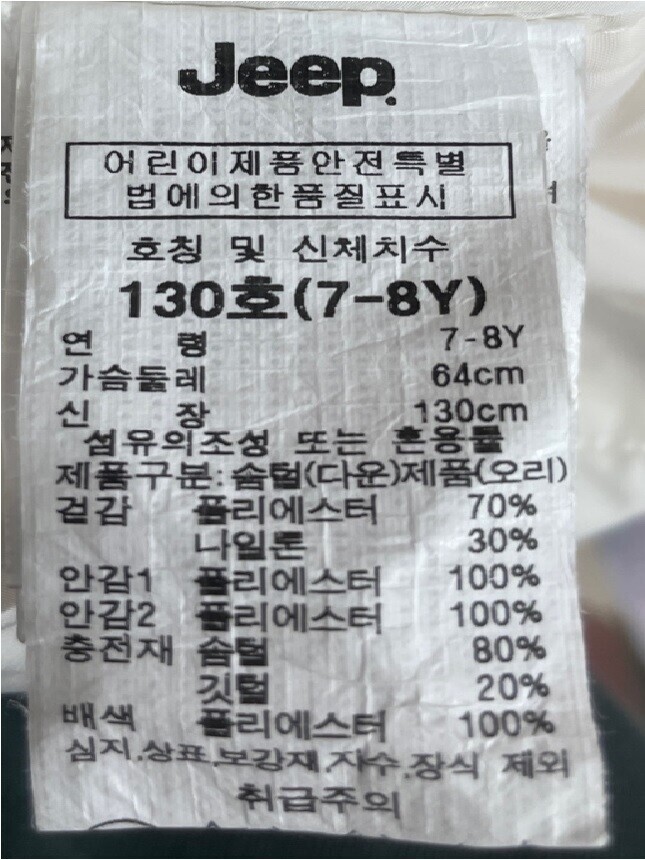 Jeep.
어린이제품안전특별
법에의한품질표시
호칭 및 신체치수
130호(7-8Y)
연 령 7-8Y
가슴둘레 64cm
신 장 130cm
섬유의조성 또는 혼용률
제품구분:솜털(다운)제품(오리)
겉감 폴리에스터 70%
나일론 30%
안감1 폴리에스터 100%
안감2 폴리에스터 100%
충전재 솜털 80%
깃털 20%
배색 폴리에스터 100%
심지,상표,보강재,자수,장식 제외
취급주의